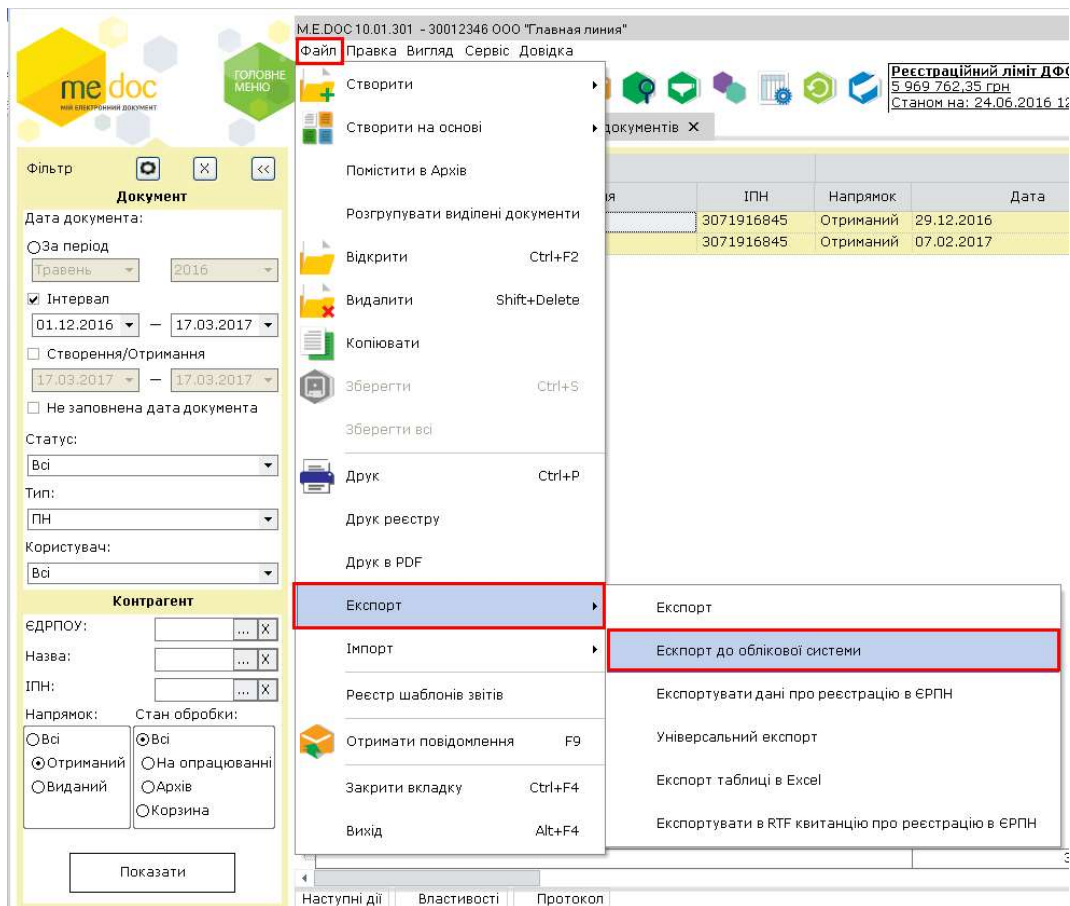 M.E.DOC 10.01.301 - 30012346 ООО "Главная линия"
Файл Правка Вигляд Сервіс Довідка
me doc
МІЙ ЕЛЕКТРОННИЙ ДОКУМЕНТ
ГОЛОВНЕ
МЕНЮ
Реєстраційний ліміт ДФС
5 969 762,35 грн
Станом на: 24.06.2016 12
документів X
Фільтр X <<
Документ
Дата документа:
За період
Травень 2016
Інтервал
01.12.2016 — 17.03.2017
Створення/Отримання
17.03.2017 — 17.03.2017
Не заповнена дата документа
Статус:
Всі
Тип:
ПН
Користувач:
Всі
Контрагент
ЄДРПОУ: ... X
Назва: ... X
ІПН: ... X
Напрямок: Стан обробки:
Всі Всі
Отриманий На опрацюванні
Виданий Архів
Корзина
Показати
Створити
Створити на основі
Помістити в Архів
Розгрупувати виділені документи
Відкрити Ctrl+F2
Видалити Shift+Delete
Копіювати
Зберегти Ctrl+S
Зберегти всі
Друк Ctrl+P
Друк реєстру
Друк в PDF
Експорт
Імпорт
Реєстр шаблонів звітів
Отримати повідомлення F9
Закрити вкладку Ctrl+F4
Вихід Alt+F4
Експорт
Ескпорт до облікової системи
Експортувати дані про реєстрацію в ЄРПН
Універсальний експорт
Експорт таблиці в Excel
Експортувати в RTF квитанцію про реєстрацію в ЄРПН
ія ІПН Напрямок Дата
3071916845 Отриманий 29.12.2016
3071916845 Отриманий 07.02.2017
3
Наступні дії Властивості Протокол